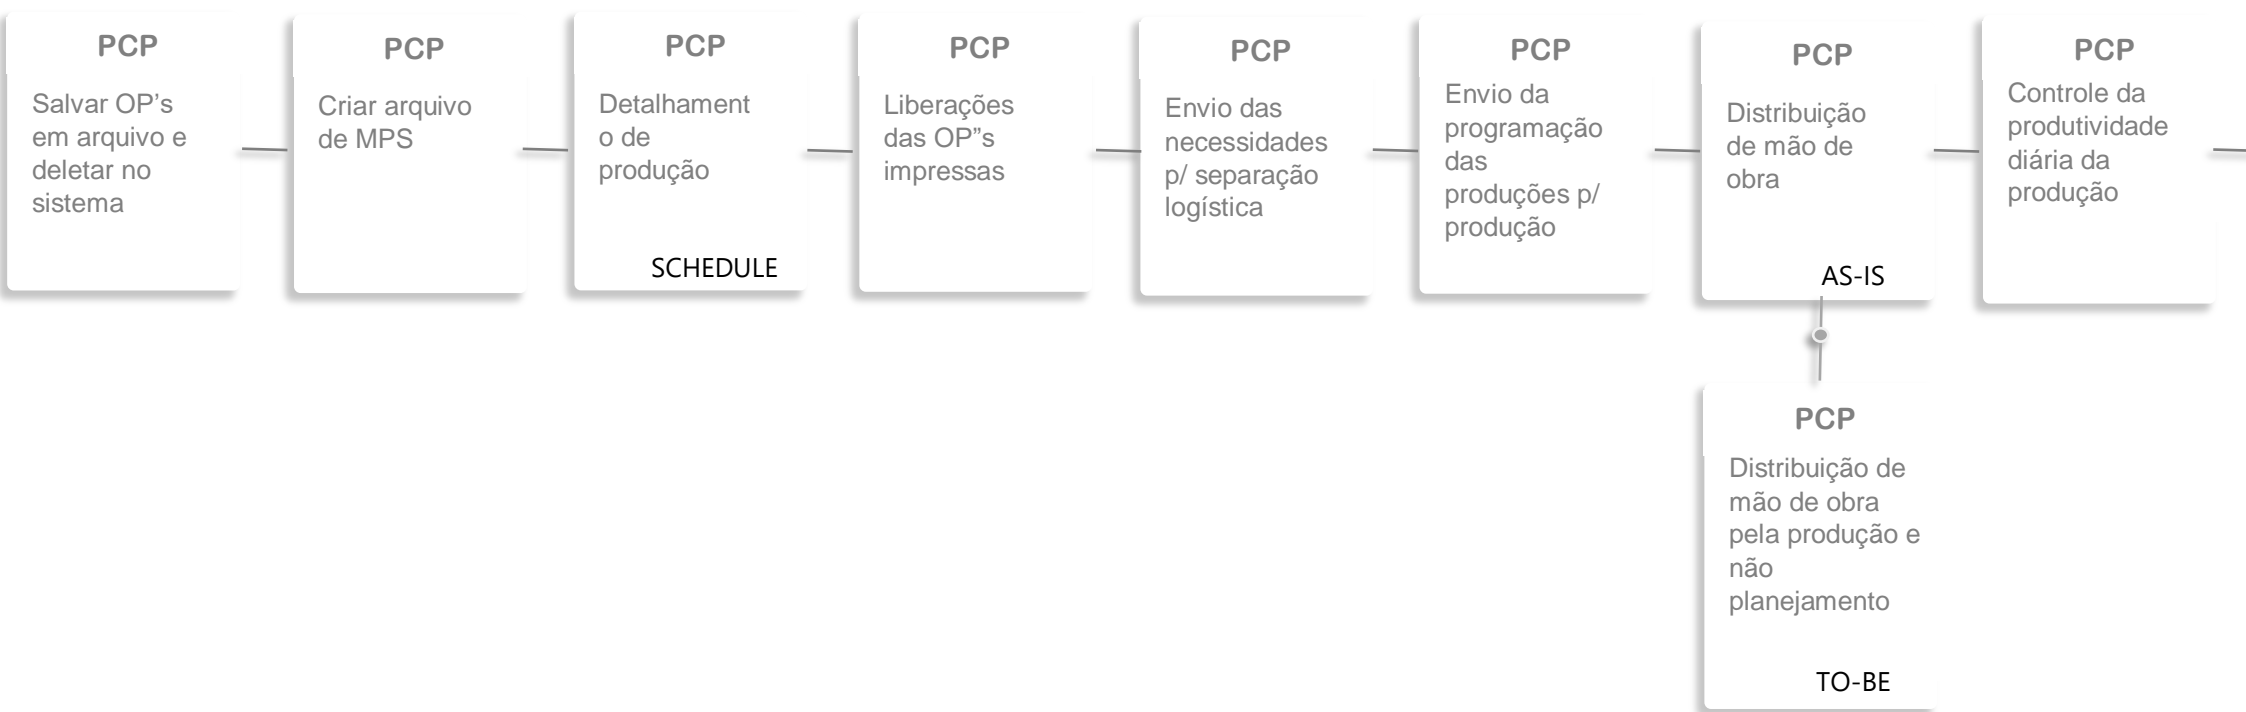 PCP
Salvar OP’s
em arquivo e
deletar no
sistema
PCP
Criar arquivo
de MPS
PCP
Detalhament
o de
produção
SCHEDULE
PCP
Liberações
das OP”s
impressas
PCP
Envio das
necessidades
p/ separação
logística
PCP
Envio da
programação
das
produções p/
produção
PCP
Distribuição
de mão de
obra
AS-IS
PCP
Controle da
produtividade
diária da
produção
PCP
Distribuição de
mão de obra
pela produção e
não
planejamento
TO-BE